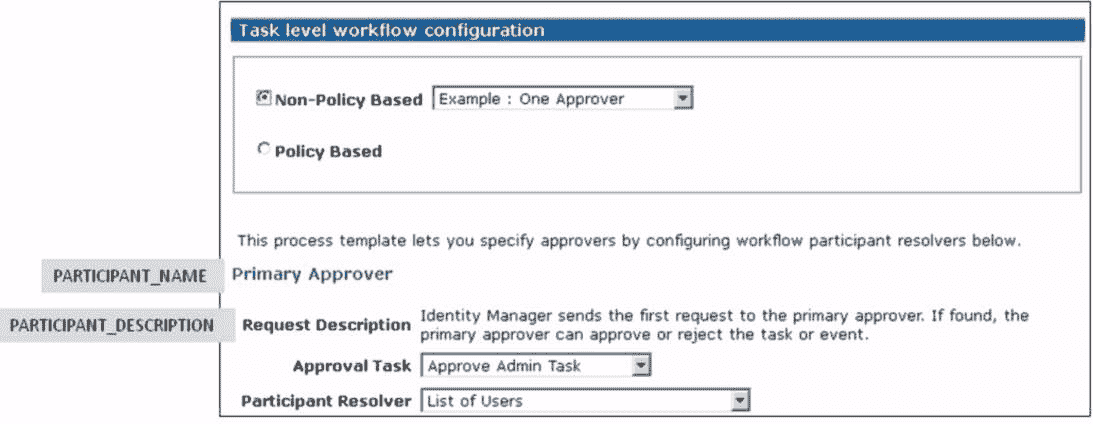 Task level workflow configuration
Non-Policy Based Example : One Approver
Policy Based
This process template lets you specify approvers by configuring workflow participant resolvers below.
PARTICIPANT_NAME Primary Approver
PARTICIPANT_DESCRIPTION Request Description Identity Manager sends the first request to the primary approver. If found, the
primary approver can approve or reject the task or event.
Approval Task Approve Admin Task
Participant Resolver List of Users